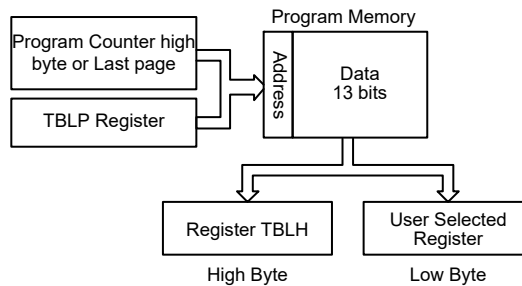 Program Memory
Program Counter high
byte or Last page
TBLP Register
Address
Data
13 bits
Register TBLH
User Selected
Register
High Byte
Low Byte